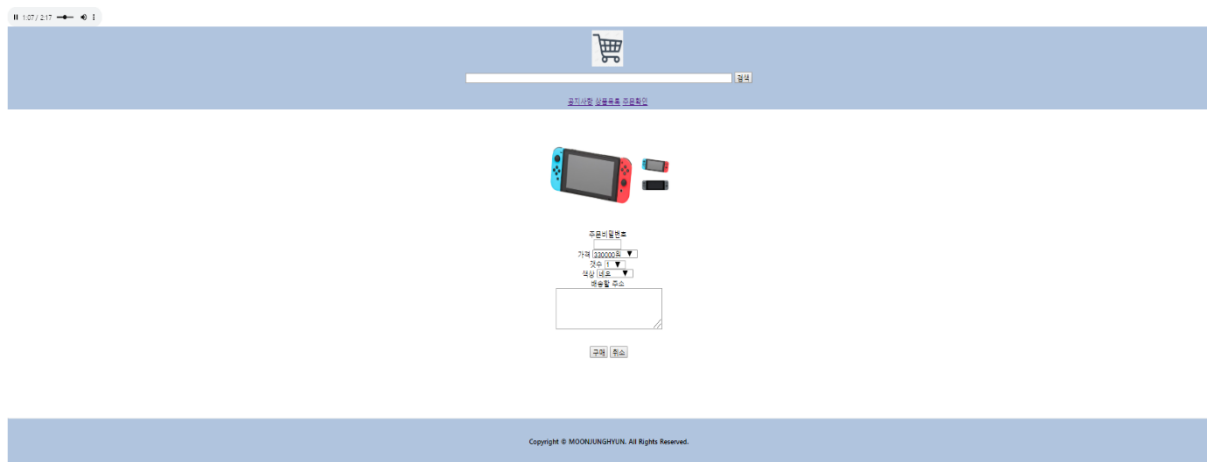 1:07 / 2:17
검색
공지사항 상품등록 주문확인
주문비밀번호
가격 330000원
갯수 1
색상 네온
배송할 주소
구매 취소
Copyright © MOONJUNGHYUN. All Rights Reserved.